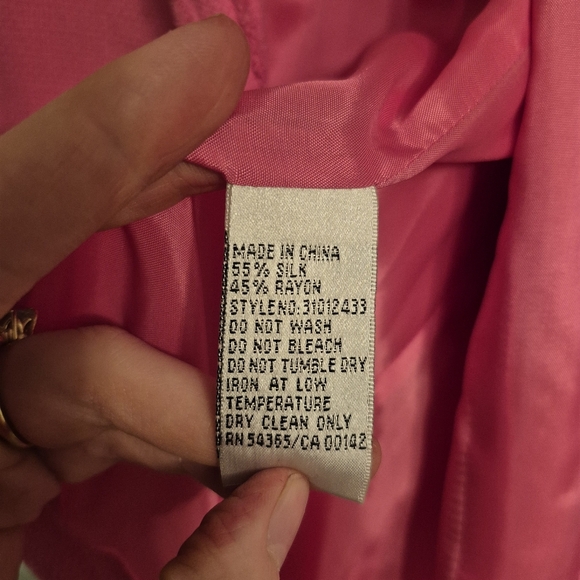 MADE IN CHINA
55% SILK
45% RAYON
STYLENO:31012433
DO NOT WASH
DO NOT BLEACH
DO NOT TUMBLE DRY
IRON AT LOW
TEMPERATURE
DRY CLEAN ONLY
RN 54365/CA 00142